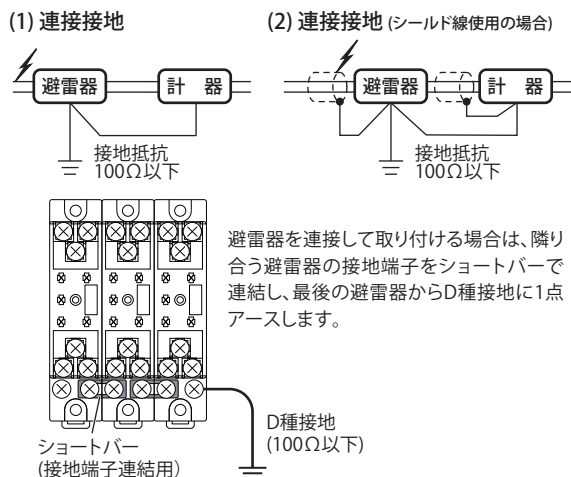 (1) 連接接地
(2) 連接接地 (シールド線使用の場合)
避雷器
計 器
避雷器
計 器
接地抵抗
100Ω以下
接地抵抗
100Ω以下
避雷器を連接して取り付ける場合は、隣り
合う避雷器の接地端子をショートバーで
連結し、最後の避雷器からD種接地に1点
アースします。
ショートバー
(接地端子連結用)
D種接地
(100Ω以下)